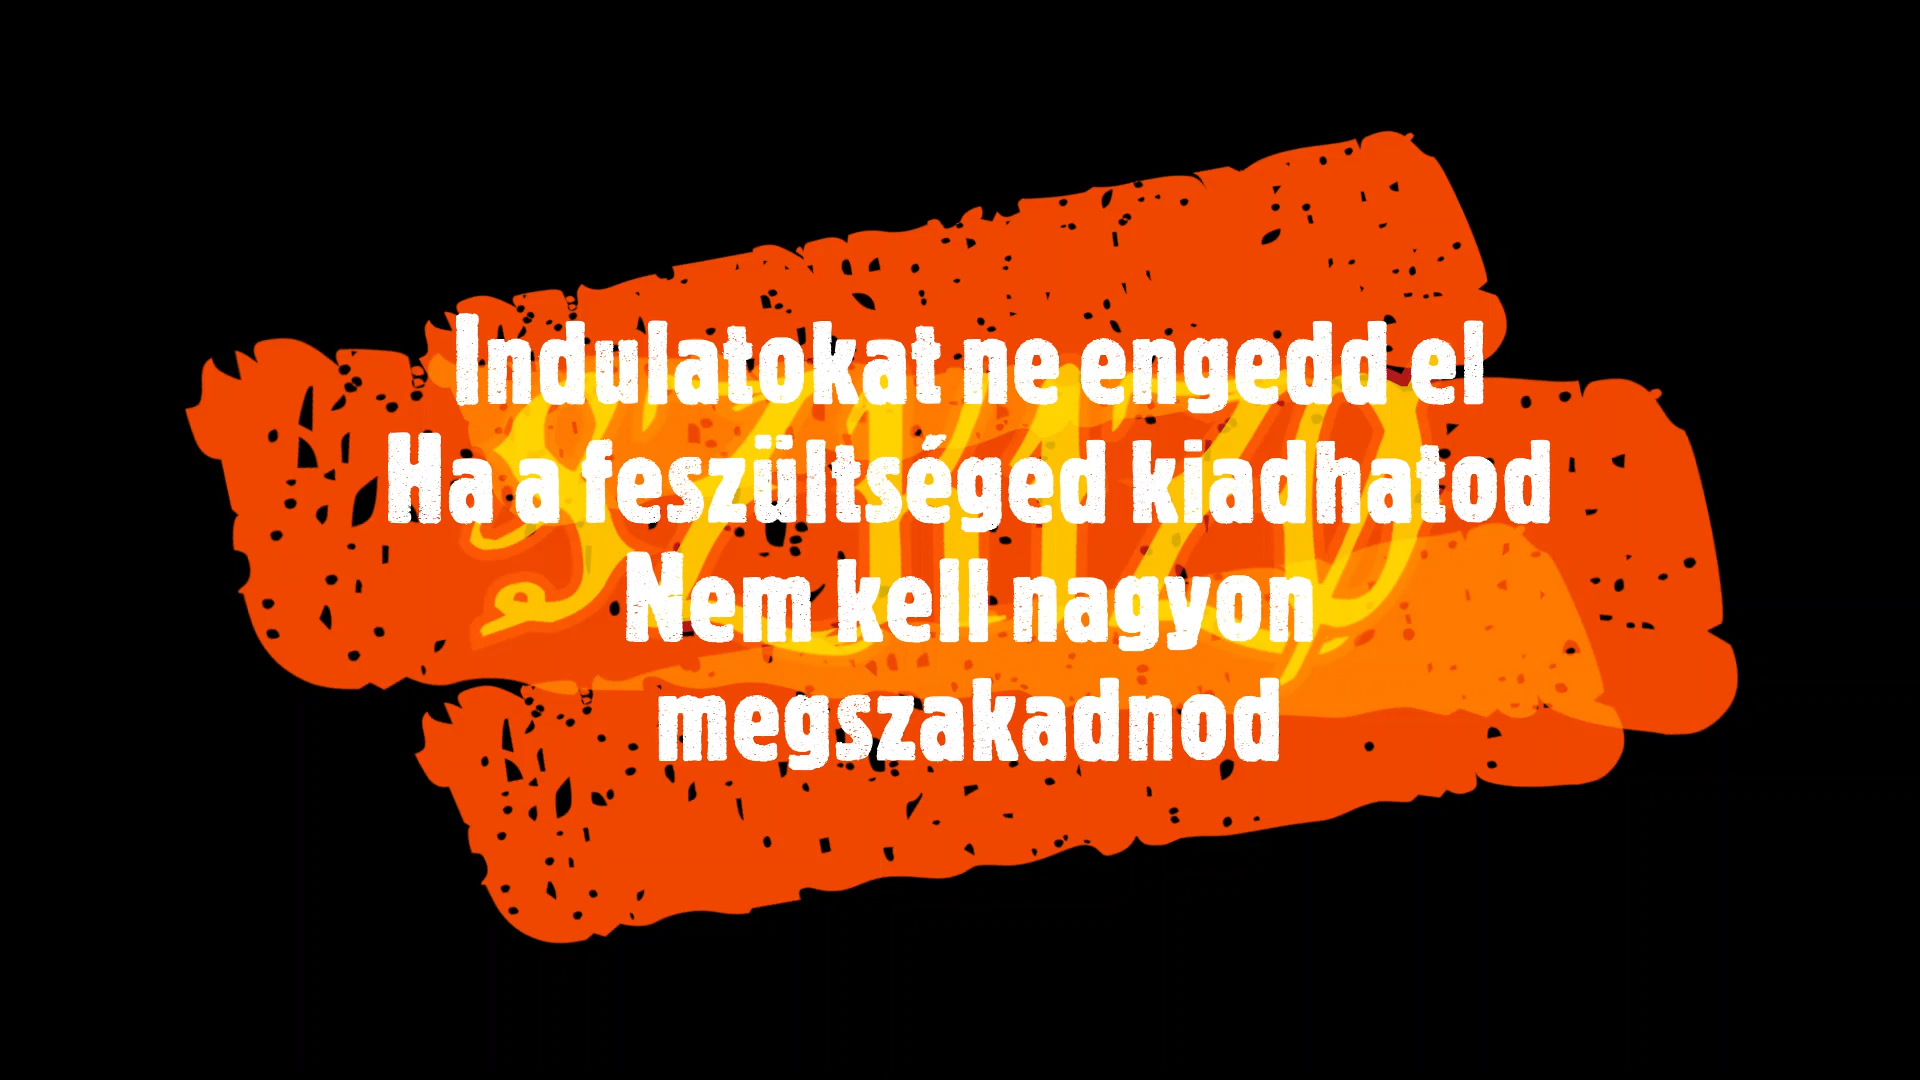 Indulatokat ne engedd el
Ha a feszültséged kiadhatod
Nem kell nagyon
megszakadnod